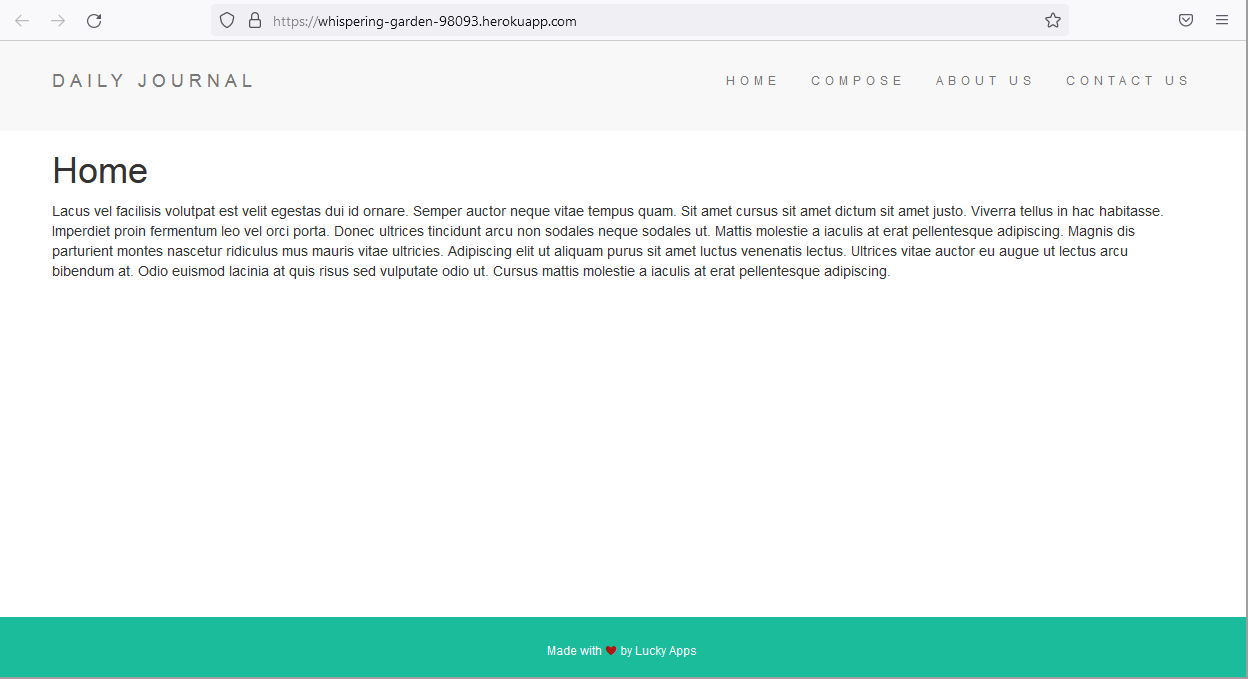 https://whispering-garden-98093.herokuapp.com
DAILY JOURNAL
HOME COMPOSE ABOUT US CONTACT US
Home
Lacus vel facilisis volutpat est velit egestas dui id ornare. Semper auctor neque vitae tempus quam. Sit amet cursus sit amet dictum sit amet justo. Viverra tellus in hac habitasse.
Imperdiet proin fermentum leo vel orci porta. Donec ultrices tincidunt arcu non sodales neque sodales ut. Mattis molestie a iaculis at erat pellentesque adipiscing. Magnis dis
parturient montes nascetur ridiculus mus mauris vitae ultricies. Adipiscing elit ut aliquam purus sit amet luctus venenatis lectus. Ultrices vitae auctor eu augue ut lectus arcu
bibendum at. Odio euismod lacinia at quis risus sed vulputate odio ut. Cursus mattis molestie a iaculis at erat pellentesque adipiscing.
Made with ❤ by Lucky Apps